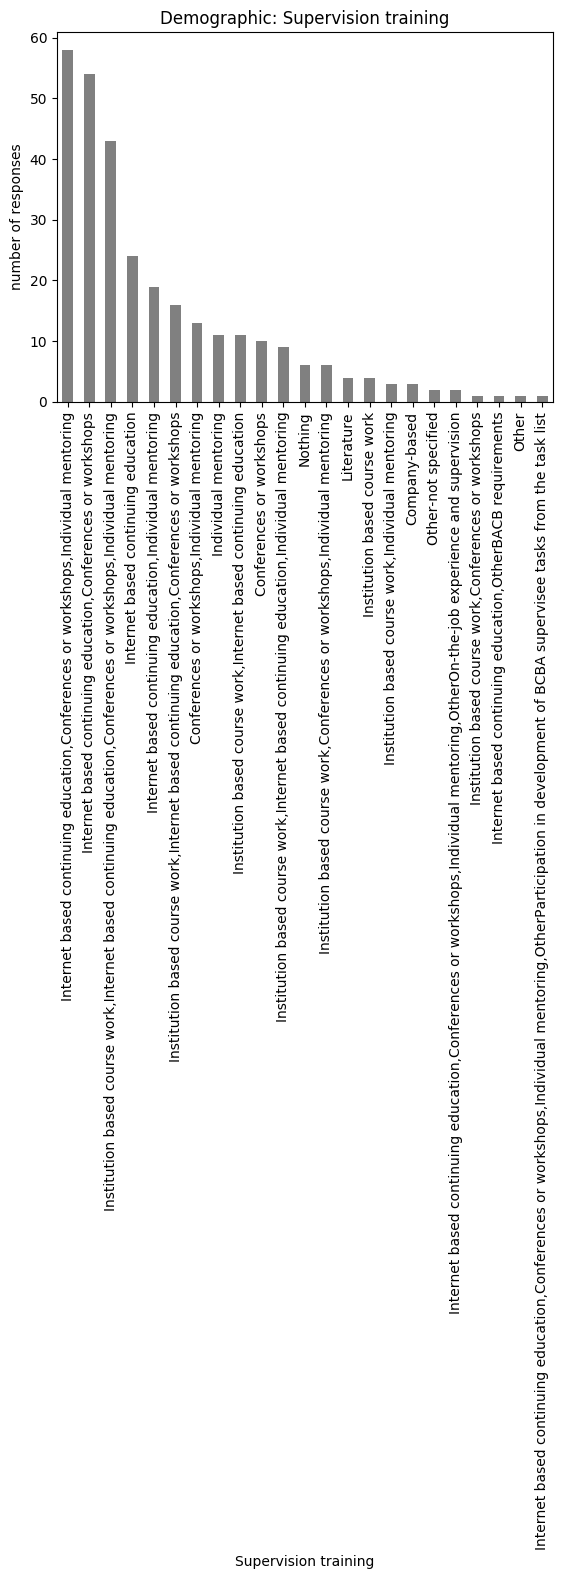 Demographic: Supervision training
number of responses
60
50
40
30
20
10
0
Internet based continuing education,Conferences or workshops,Individual mentoring
Internet based continuing education,Conferences or workshops
Institution based course work,Internet based continuing education,Conferences or workshops,Individual mentoring
Internet based continuing education
Internet based continuing education,Individual mentoring
Institution based course work,Internet based continuing education,Conferences or workshops
Conferences or workshops,Individual mentoring
Individual mentoring
Institution based course work,Internet based continuing education
Conferences or workshops
Institution based course work,Internet based continuing education,Individual mentoring
Nothing
Institution based course work,Conferences or workshops,Individual mentoring
Literature
Institution based course work
Institution based course work,Individual mentoring
Company-based
Other-not specified
Internet based continuing education,Conferences or workshops,Individual mentoring,OtherOn-the-job experience and supervision
Institution based course work,Conferences or workshops
Internet based continuing education,OtherBACB requirements
Other
Internet based continuing education,Conferences or workshops,Individual mentoring,OtherParticipation in development of BCBA supervisee tasks from the task list
Supervision training